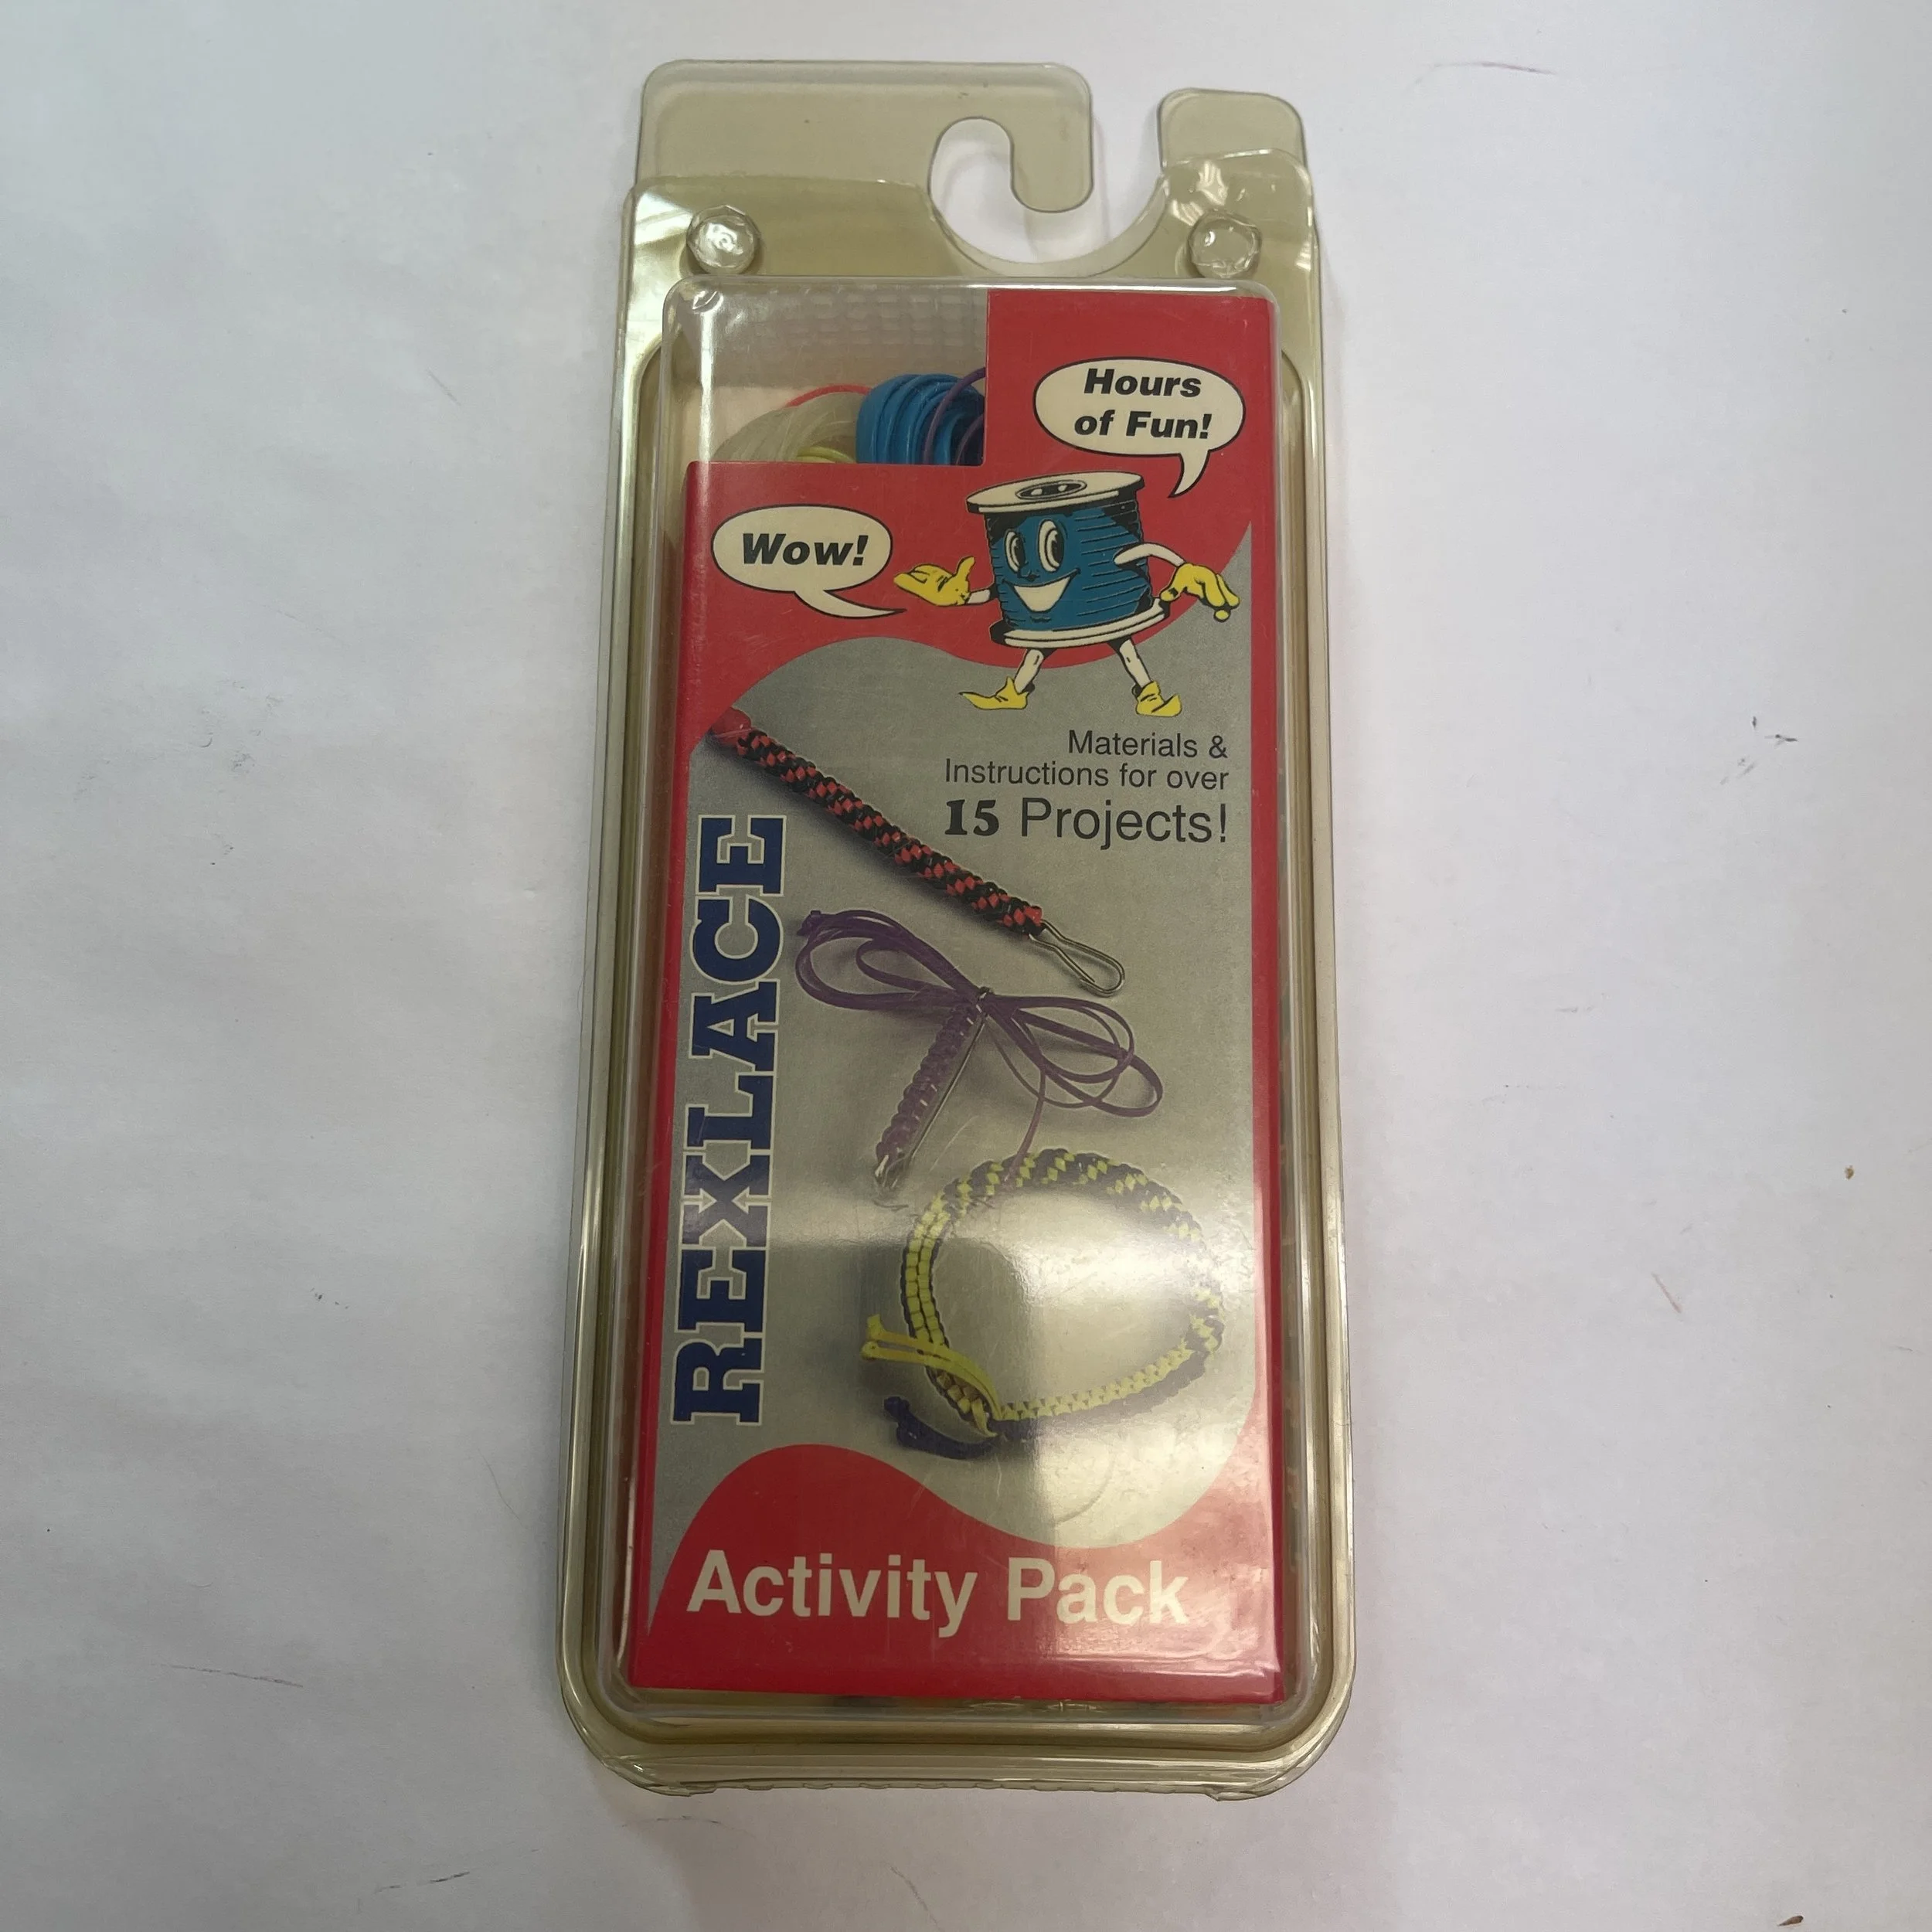 Hours
of Fun!
Wow!
Materials &
Instructions for over
15 Projects!
REXLACE
Activity Pack